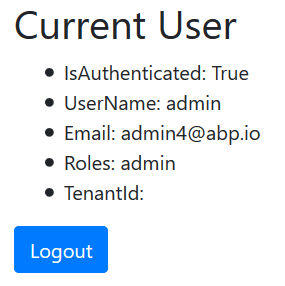 Current User
IsAuthenticated: True
UserName: admin
Email: admin4@abp.io
Roles: admin
TenantId:
Logout